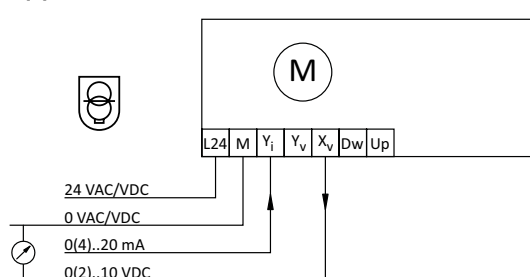 M
L24 M Yi Yv Xv Dw Up
24 VAC/VDC
0 VAC/VDC
0(4)..20 mA
0(2)..10 VDC